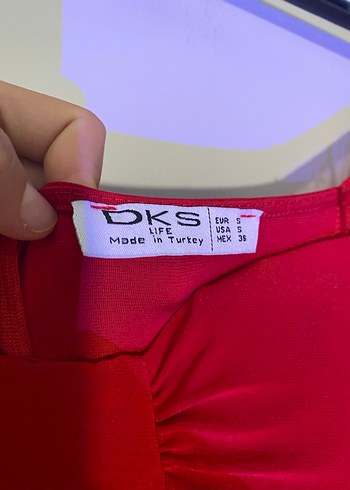 DKS
LIFE
Made in Turkey
EUR S
USA S
MEX 36